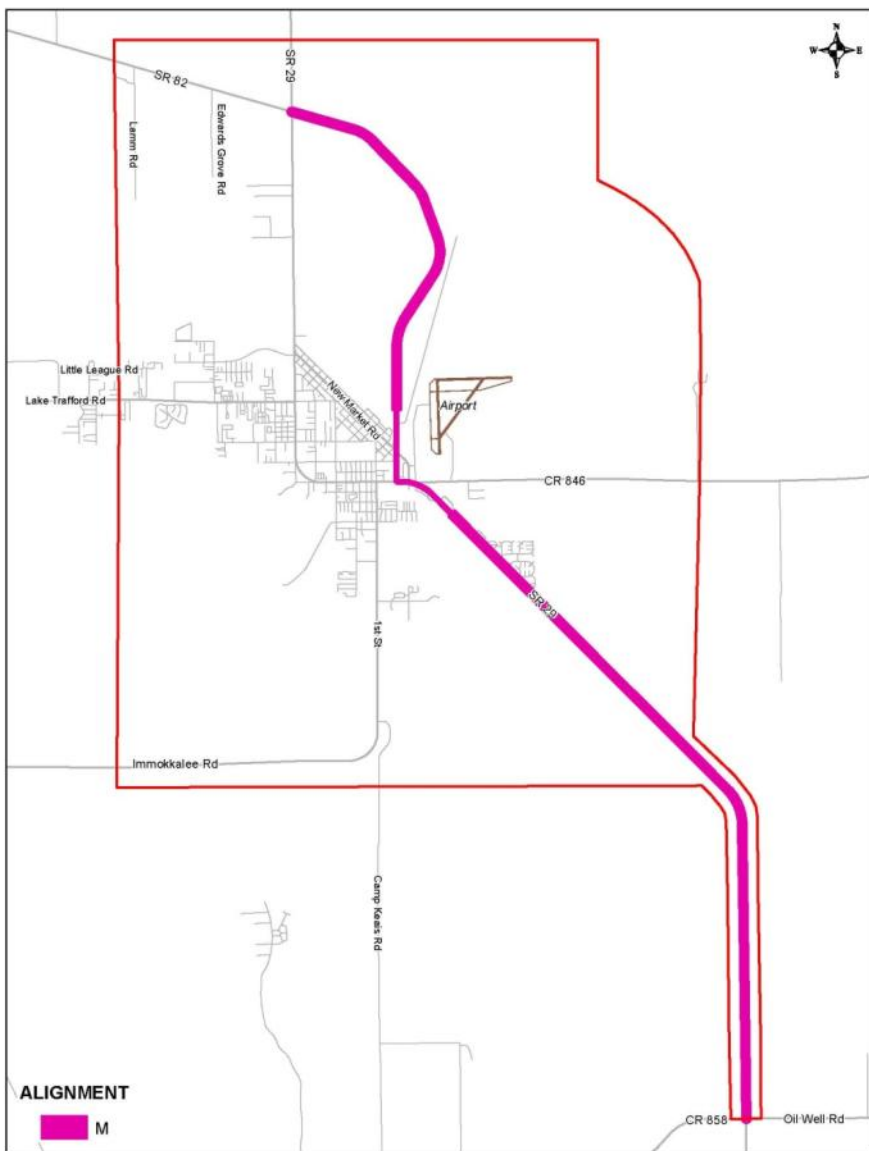 N
W E
S
SR 29
SR 82
Lamm Rd
Edwards Grove Rd
Little League Rd
Lake Trafford Rd
New Market Rd
Airport
CR 846
SR 29
1st St
Immokkalee Rd
Camp Keais Rd
CR 858
Oil Well Rd
ALIGNMENT
M